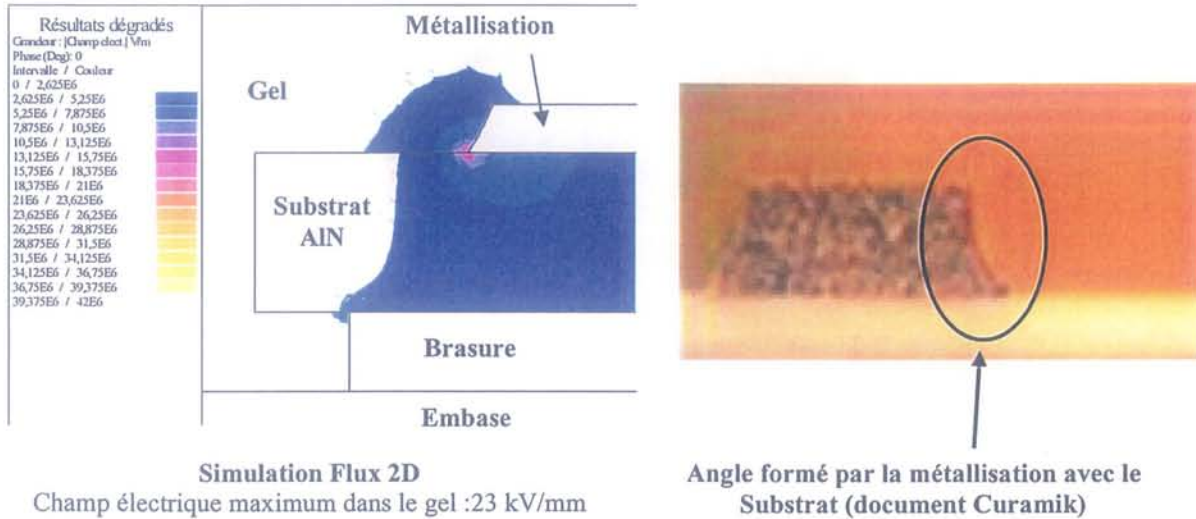 Résultats dégradés
Grandeur : |Champ élect.| V/m
Phase (Deg): 0
Intervalle / Couleur
0 / 2,625E6
2,625E6 / 5,25E6
5,25E6 / 7,875E6
7,875E6 / 10,5E6
10,5E6 / 13,125E6
13,125E6 / 15,75E6
15,75E6 / 18,375E6
18,375E6 / 21E6
21E6 / 23,625E6
23,625E6 / 26,25E6
26,25E6 / 28,875E6
28,875E6 / 31,5E6
31,5E6 / 34,125E6
34,125E6 / 36,75E6
36,75E6 / 39,375E6
39,375E6 / 42E6
Métallisation
Gel
Substrat
AlN
Brasure
Embase
Simulation Flux 2D
Champ électrique maximum dans le gel :23 kV/mm
Angle formé par la métallisation avec le
Substrat (document Curamik)